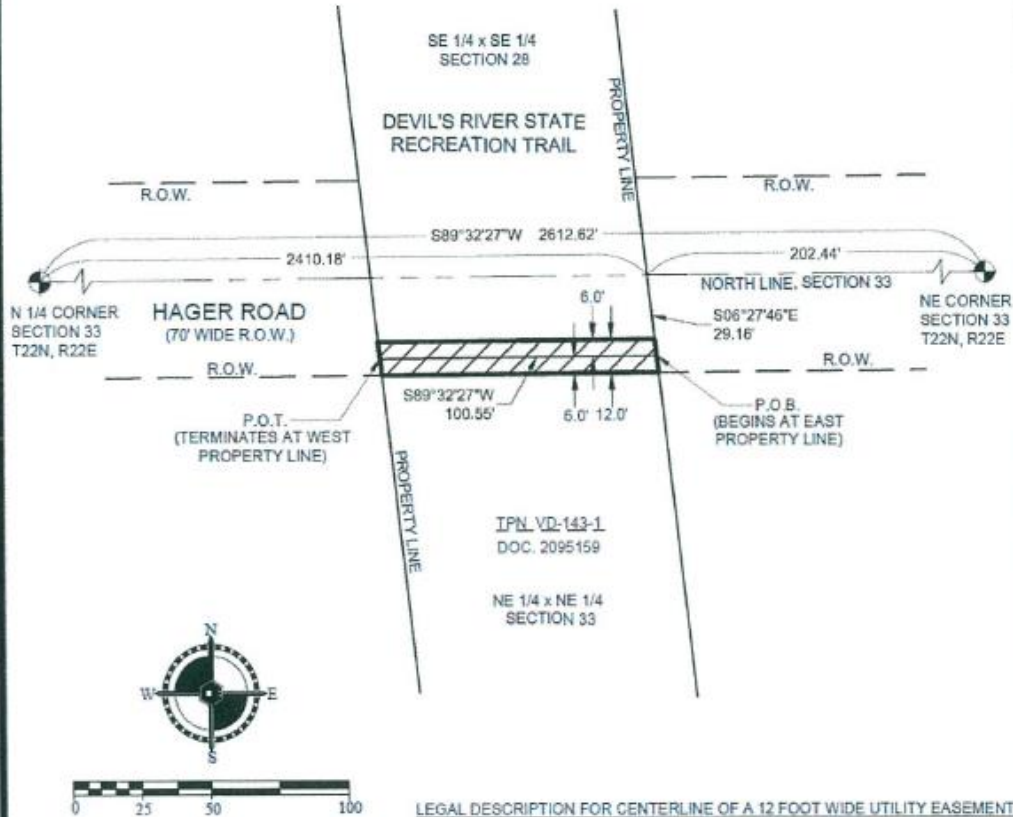 SE 1/4 x SE 1/4
SECTION 28
DEVIL'S RIVER STATE
RECREATION TRAIL
PROPERTY LINE
R.O.W.
R.O.W.
S89°32'27"W 2612.62'
2410.18'
202.44'
NORTH LINE, SECTION 33
N 1/4 CORNER
SECTION 33
T22N, R22E
HAGER ROAD
(70' WIDE R.O.W.)
6.0'
S06°27'46"E
29.16'
NE CORNER
SECTION 33
T22N, R22E
R.O.W.
R.O.W.
S89°32'27"W
100.55'
6.0'
12.0'
P.O.T.
(TERMINATES AT WEST
PROPERTY LINE)
P.O.B.
(BEGINS AT EAST
PROPERTY LINE)
PROPERTY LINE
TPN VD-143-1
DOC. 2095159
NE 1/4 x NE 1/4
SECTION 33
N
W
E
S
0 25 50 100
LEGAL DESCRIPTION FOR CENTERLINE OF A 12 FOOT WIDE UTILITY EASEMENT